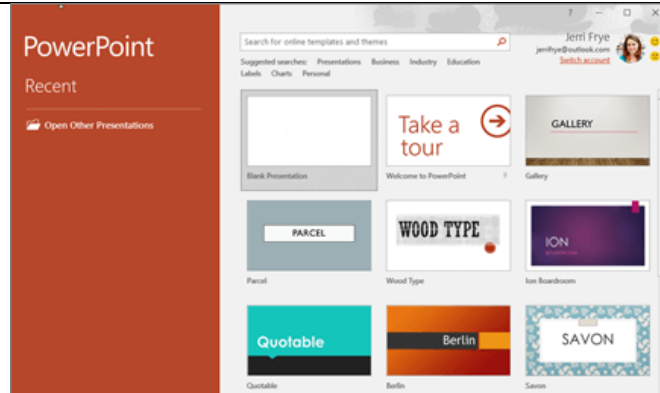 PowerPoint
Recent
Open Other Presentations
Search for online templates and themes
Suggested searches: Presentations Business Industry Education
Labels Charts Personal
? – □ ×
Jerri Frye
jerrifrye@outlook.com
Switch account
Blank Presentation
Take a
tour
Welcome to PowerPoint
GALLERY
Gallery
PARCEL
Parcel
WOOD TYPE
Wood Type
ION
BOARDROOM
Ion Boardroom
Quotable
Quotable
Berlin
Berlin
SAVON
Savon